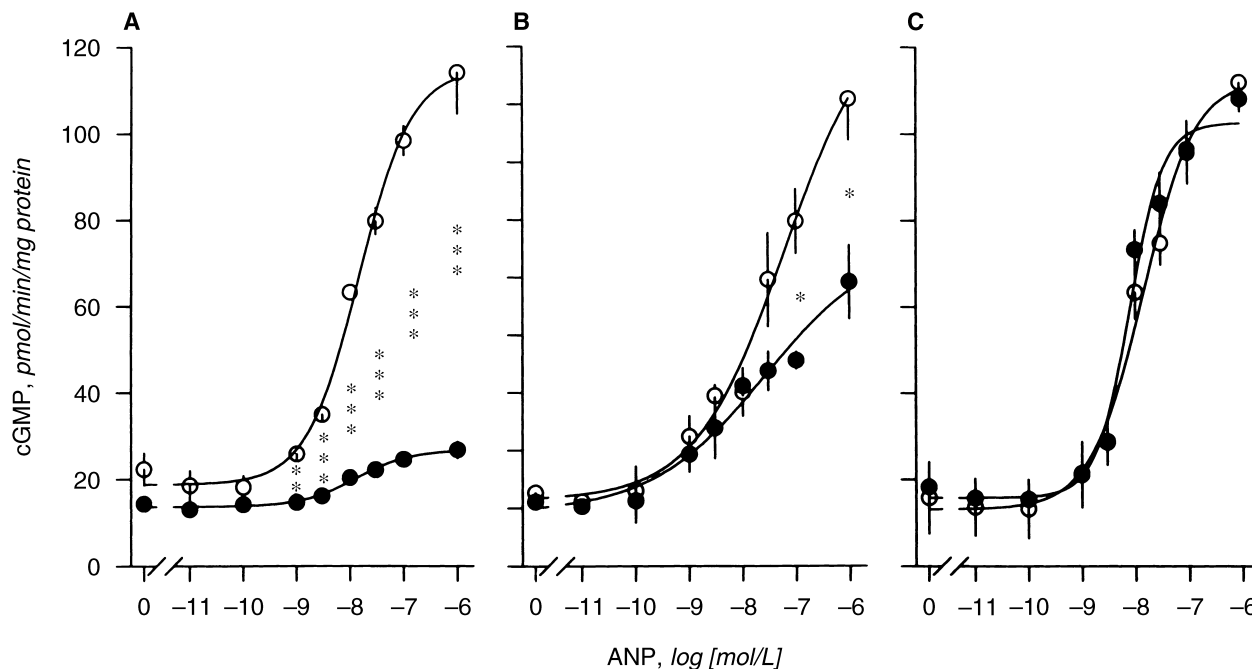 A B C
120
100
80
60
40
20
0
cGMP, pmol/min/mg protein
* * *
* * *
* * *
* * *
* * *
* *
*
*
0 –11 –10 –9 –8 –7 –6 0 –11 –10 –9 –8 –7 –6 0 –11 –10 –9 –8 –7 –6
ANP, log [mol/L]